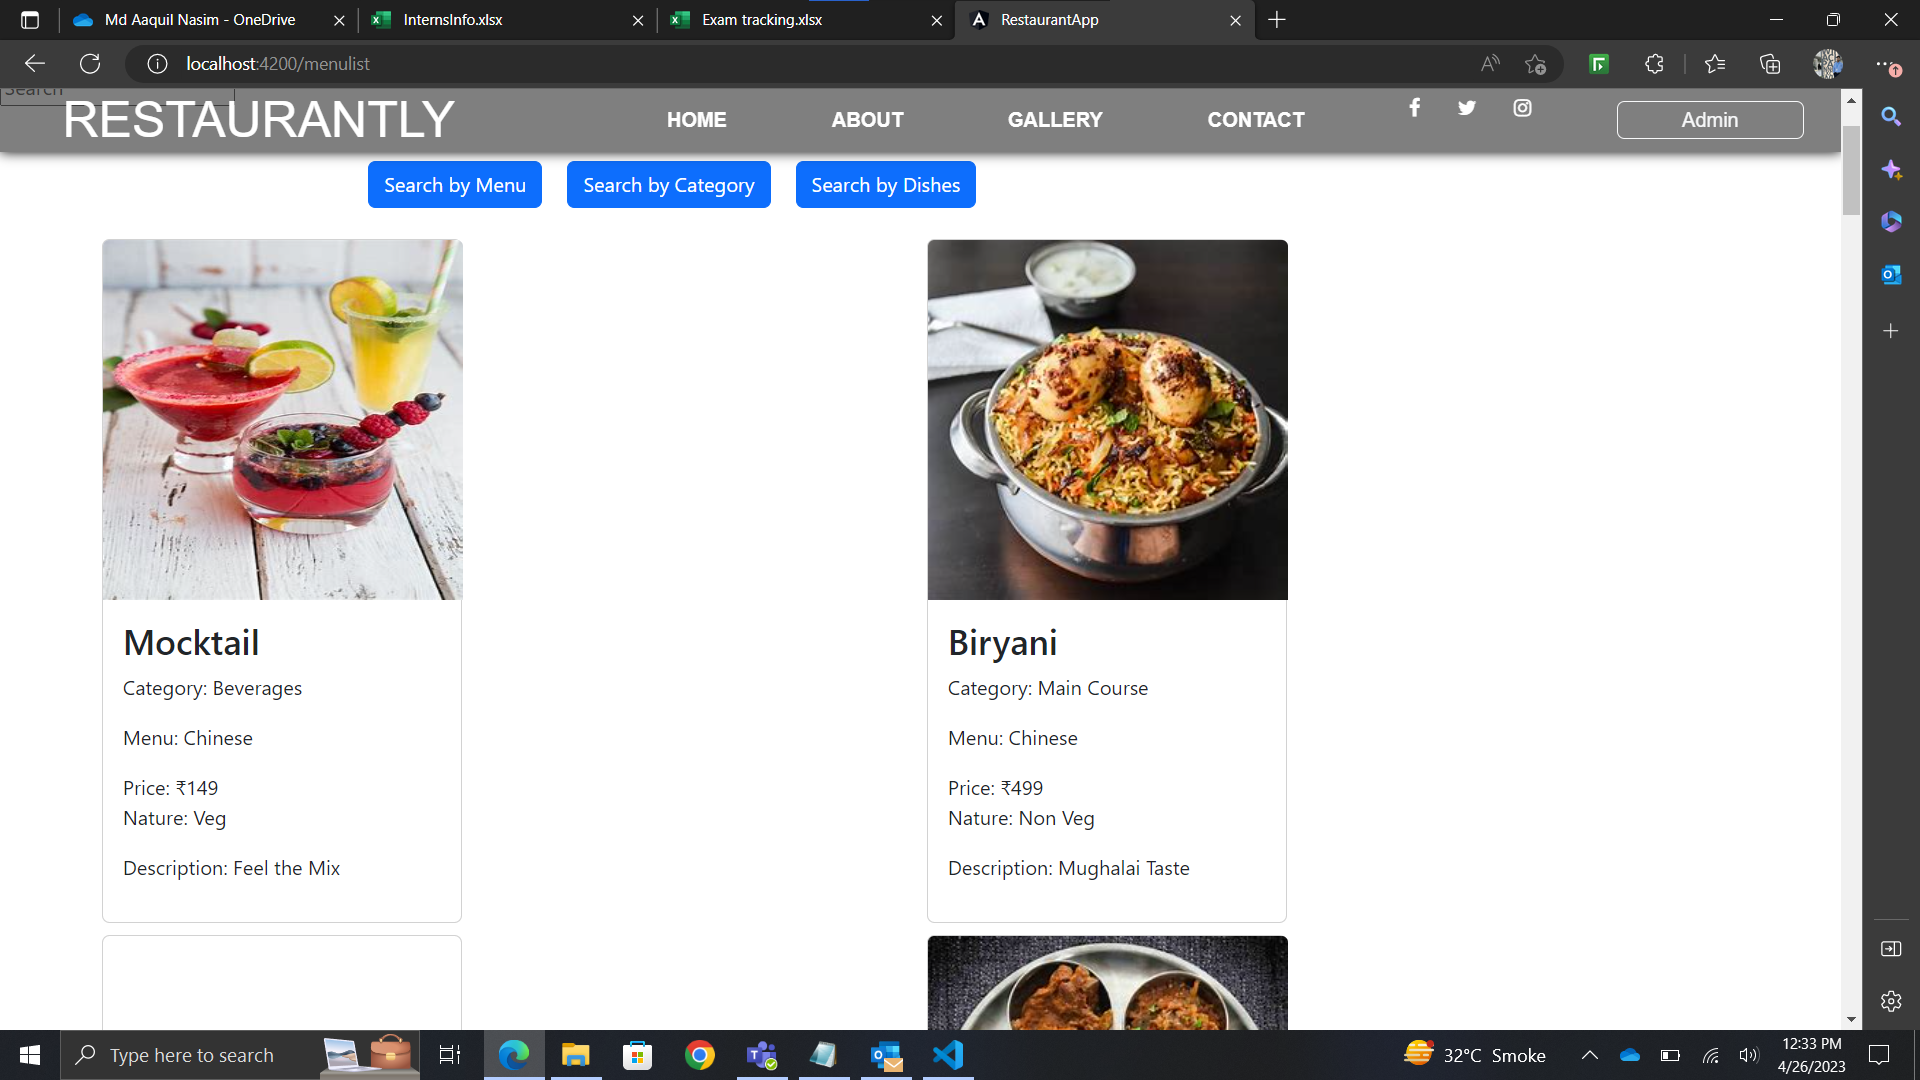 Md Aaquil Nasim - OneDrive
InternsInfo.xlsx
Exam tracking.xlsx
RestaurantApp
localhost:4200/menulist
Search
RESTAURANTLY
HOME
ABOUT
GALLERY
CONTACT
Admin
Search by Menu
Search by Category
Search by Dishes
Mocktail
Category: Beverages
Menu: Chinese
Price: ₹149
Nature: Veg
Description: Feel the Mix
Biryani
Category: Main Course
Menu: Chinese
Price: ₹499
Nature: Non Veg
Description: Mughalai Taste
Type here to search
32°C Smoke
12:33 PM
4/26/2023